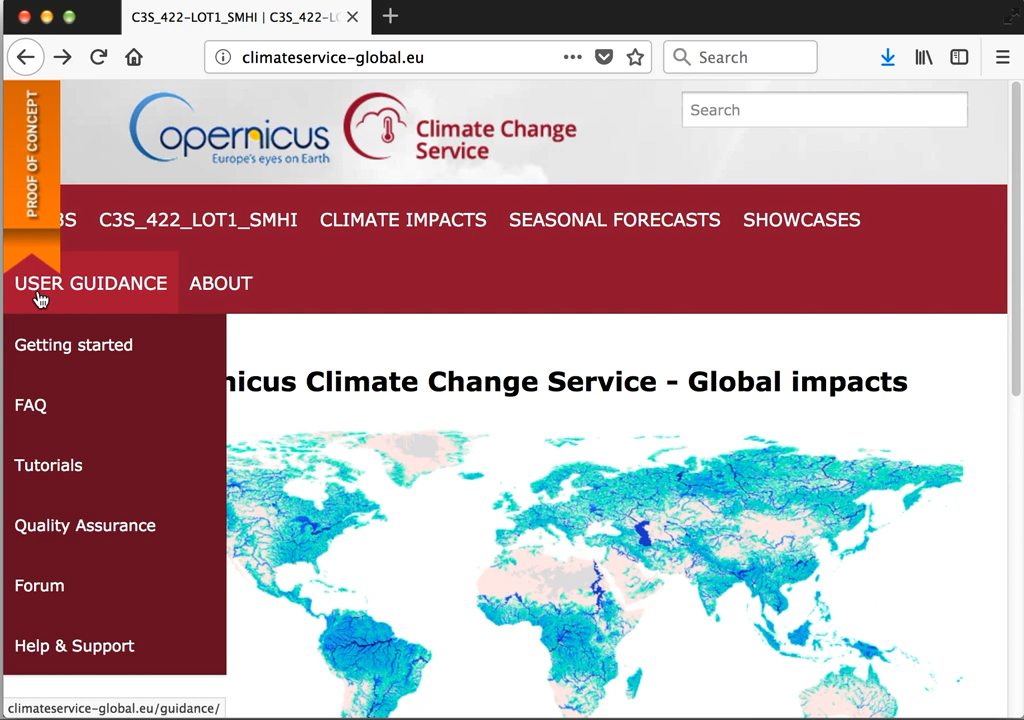 C3S_422-LOT1_SMHI | C3S_422-LO
climateservice-global.eu
Search
PROOF OF CONCEPT
Copernicus
Europe's eyes on Earth
Climate Change
Service
Search
3S
C3S_422_LOT1_SMHI
CLIMATE IMPACTS
SEASONAL FORECASTS
SHOWCASES
USER GUIDANCE
ABOUT
Getting started
FAQ
Tutorials
Quality Assurance
Forum
Help & Support
nicus Climate Change Service - Global impacts
climateservice-global.eu/guidance/